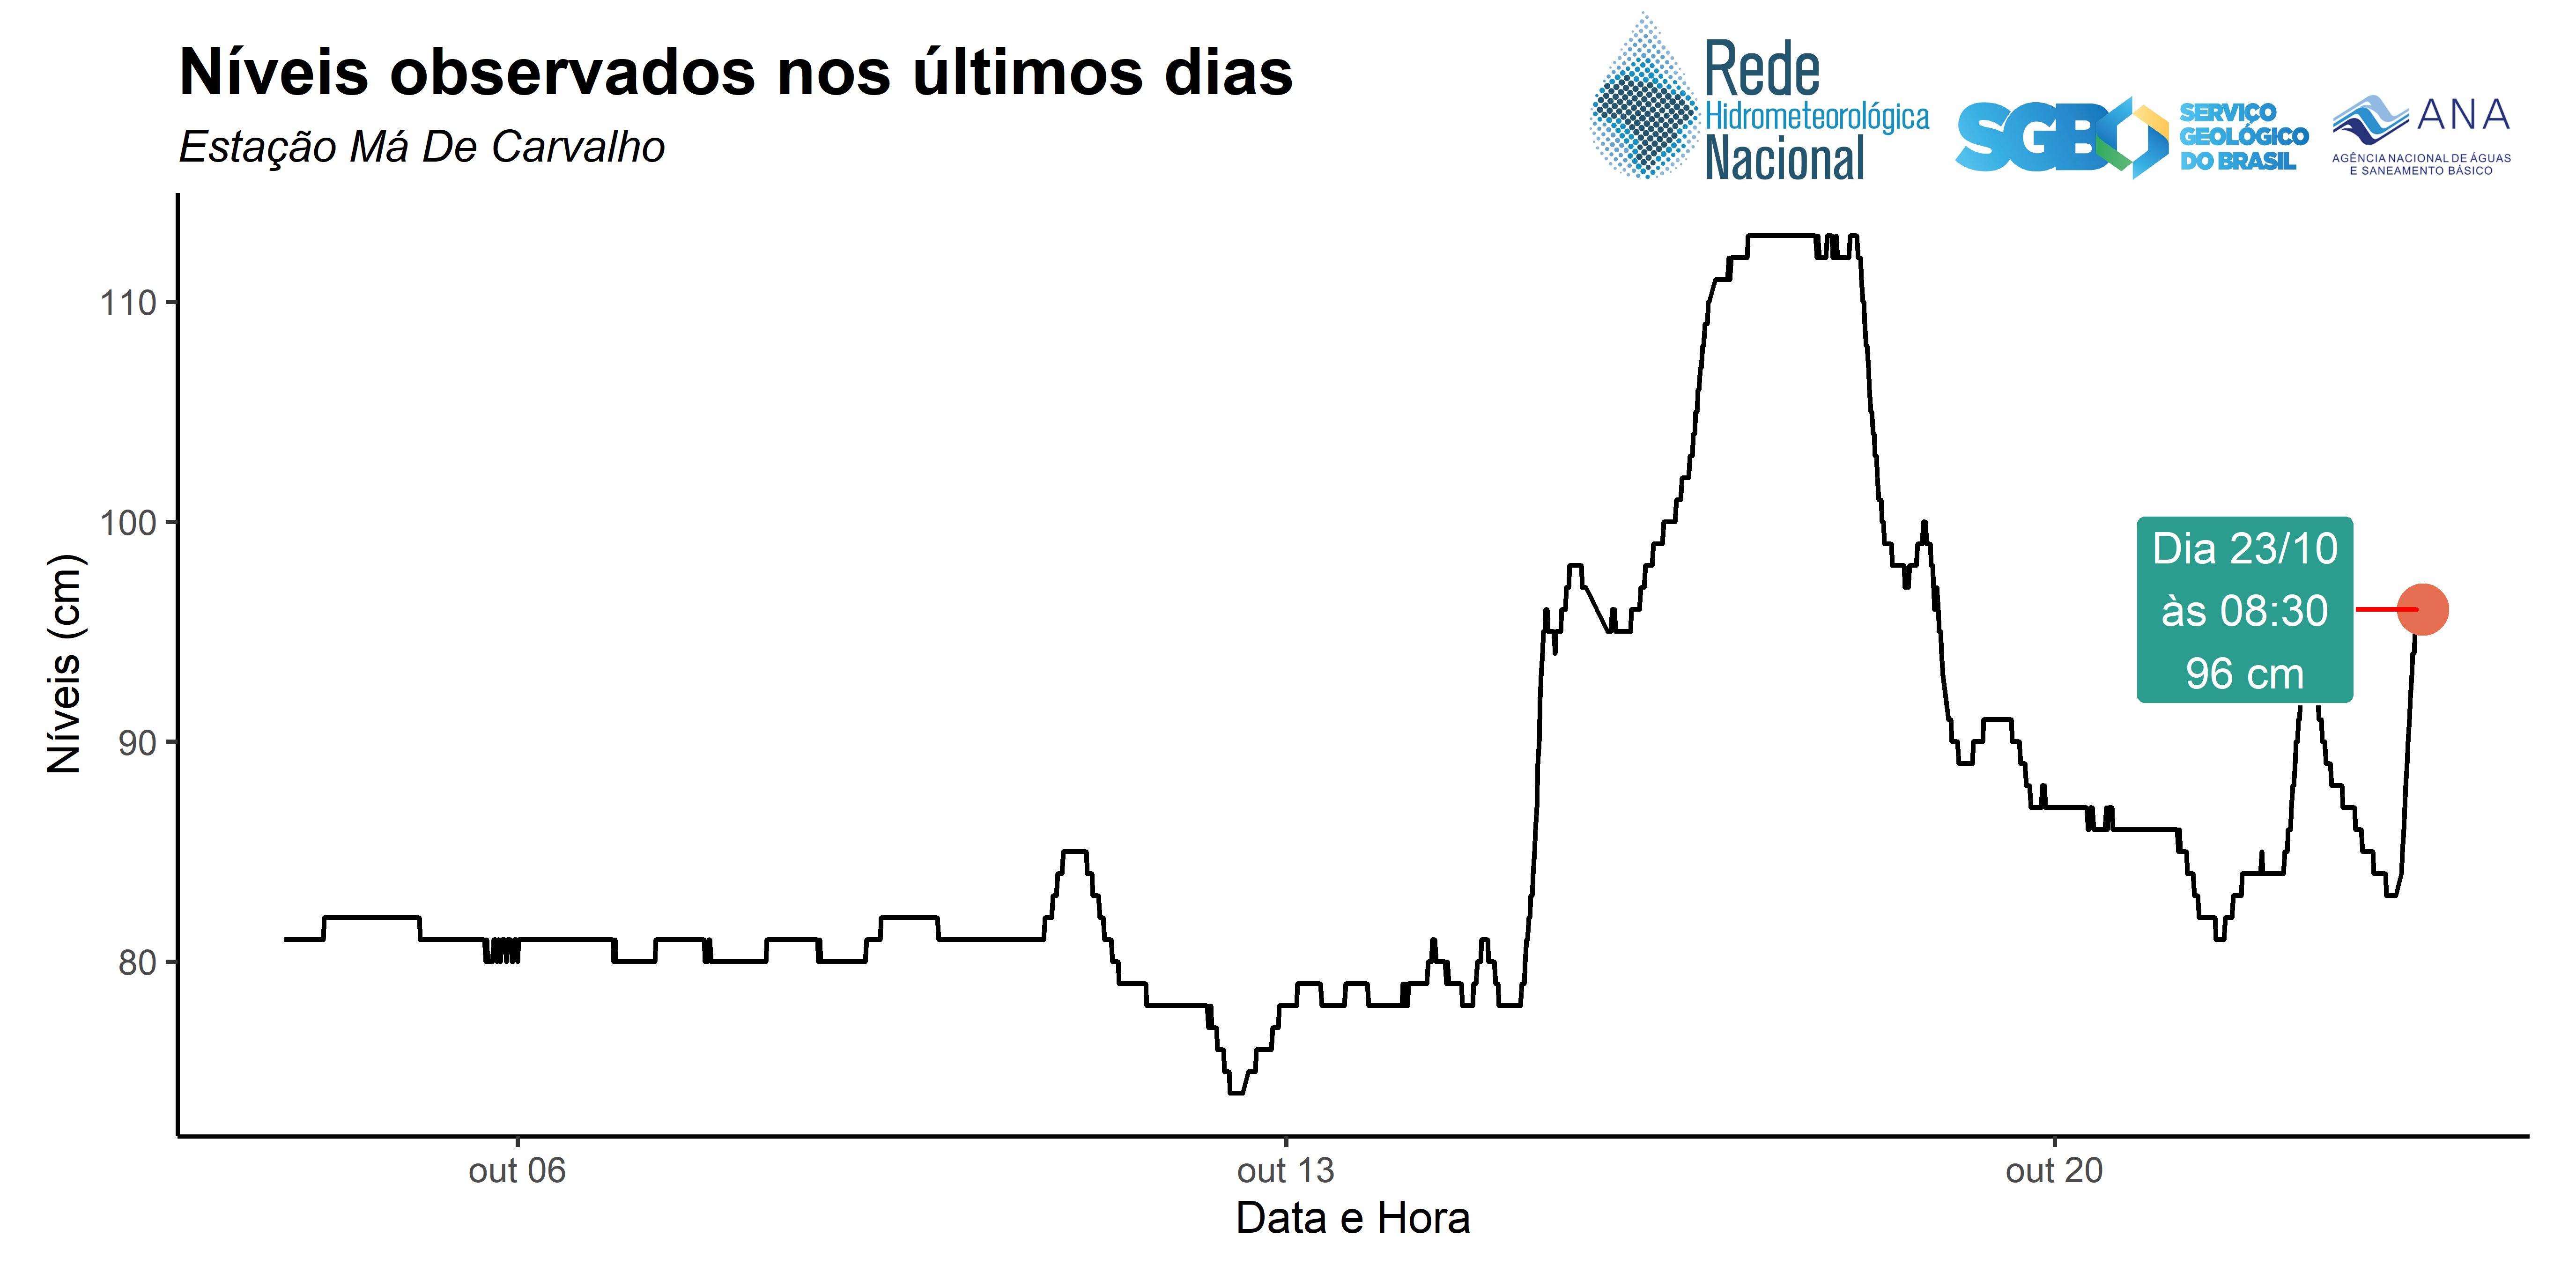 Níveis observados nos últimos dias
Estação Má De Carvalho
Rede
Hidrometeorológica
Nacional
SGB
SERVIÇO
GEOLÓGICO
DO BRASIL
ANA
AGÊNCIA NACIONAL DE ÁGUAS
E SANEAMENTO BÁSICO
Níveis (cm)
110
100
90
80
Dia 23/10
às 08:30
96 cm
out 06
out 13
out 20
Data e Hora